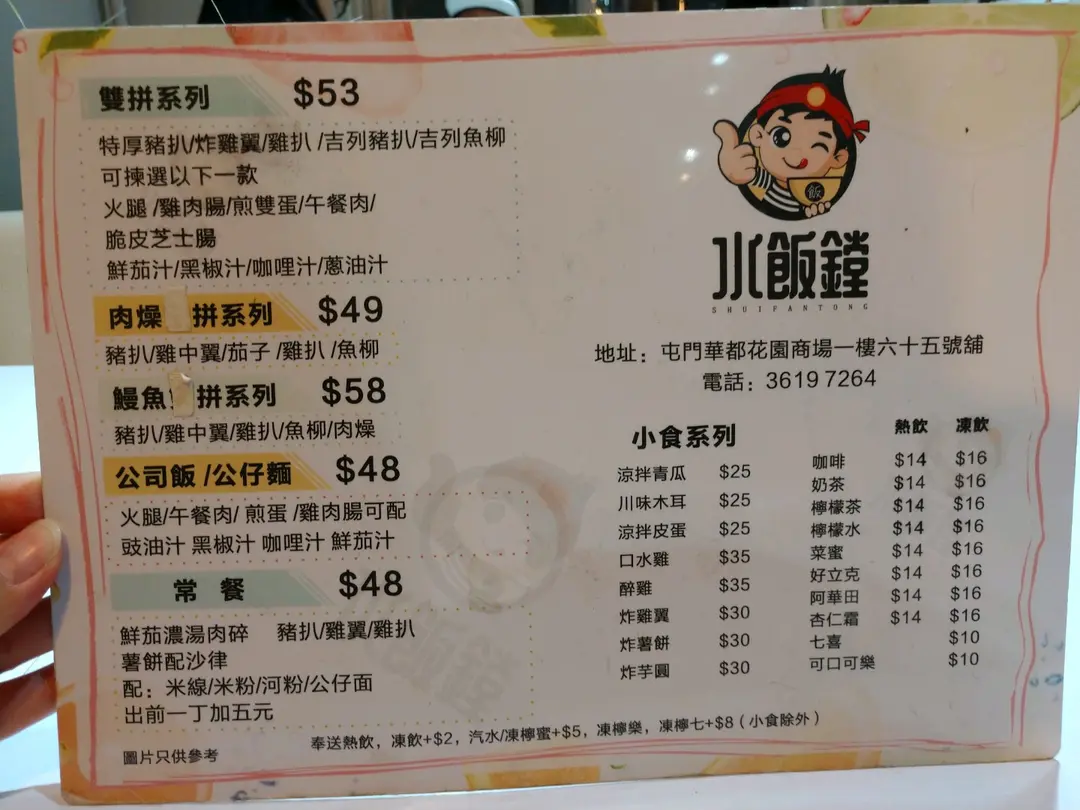 雙拼系列 $53
特厚豬扒/炸雞翼/雞扒 /吉列豬扒/吉列魚柳
可揀選以下一款
火腿 /雞肉腸/煎雙蛋/午餐肉/
脆皮芝士腸
鮮茄汁/黑椒汁/咖哩汁/蔥油汁
肉燥 拼系列 $49
豬扒/雞中翼/茄子 /雞扒 /魚柳
鰻魚 拼系列 $58
豬扒/雞中翼/雞扒/魚柳/肉燥
公司飯 /公仔麵 $48
火腿/午餐肉/ 煎蛋 /雞肉腸可配
豉油汁 黑椒汁 咖哩汁 鮮茄汁
常 餐 $48
鮮茄濃湯肉碎 豬扒/雞翼/雞扒
薯餅配沙律
配：米線/米粉/河粉/公仔面
出前一丁加五元
圖片只供參考
飯
水飯鏜
SHUIFANTONG
地址：屯門華都花園商場一樓六十五號舖
電話：3619 7264
小食系列
涼拌青瓜 $25
川味木耳 $25
涼拌皮蛋 $25
口水雞 $35
醉雞 $35
炸雞翼 $30
炸薯餅 $30
炸芋圓 $30
熱飲 凍飲
咖啡 $14 $16
奶茶 $14 $16
檸檬茶 $14 $16
檸檬水 $14 $16
菜蜜 $14 $16
好立克 $14 $16
阿華田 $14 $16
杏仁霜 $14 $16
七喜 $10
可口可樂 $10
奉送熱飲，凍飲+$2，汽水/凍檸蜜+$5，凍檸樂，凍檸七+$8（小食除外）